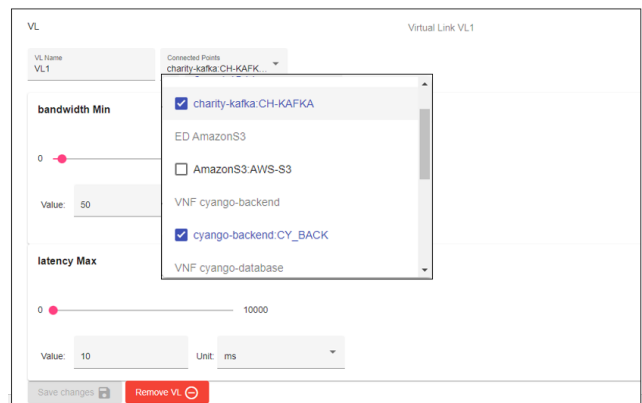 VL
Virtual Link VL1
VL Name
VL1
Connected Points
charity-kafka:CH-KAFK...
charity-kafka:CH-KAFKA
ED AmazonS3
AmazonS3:AWS-S3
VNF cyango-backend
cyango-backend:CY_BACK
VNF cyango-database
bandwidth Min
0
Value: 50
latency Max
0 10000
Value: 10 Unit: ms
Save changes Remove VL